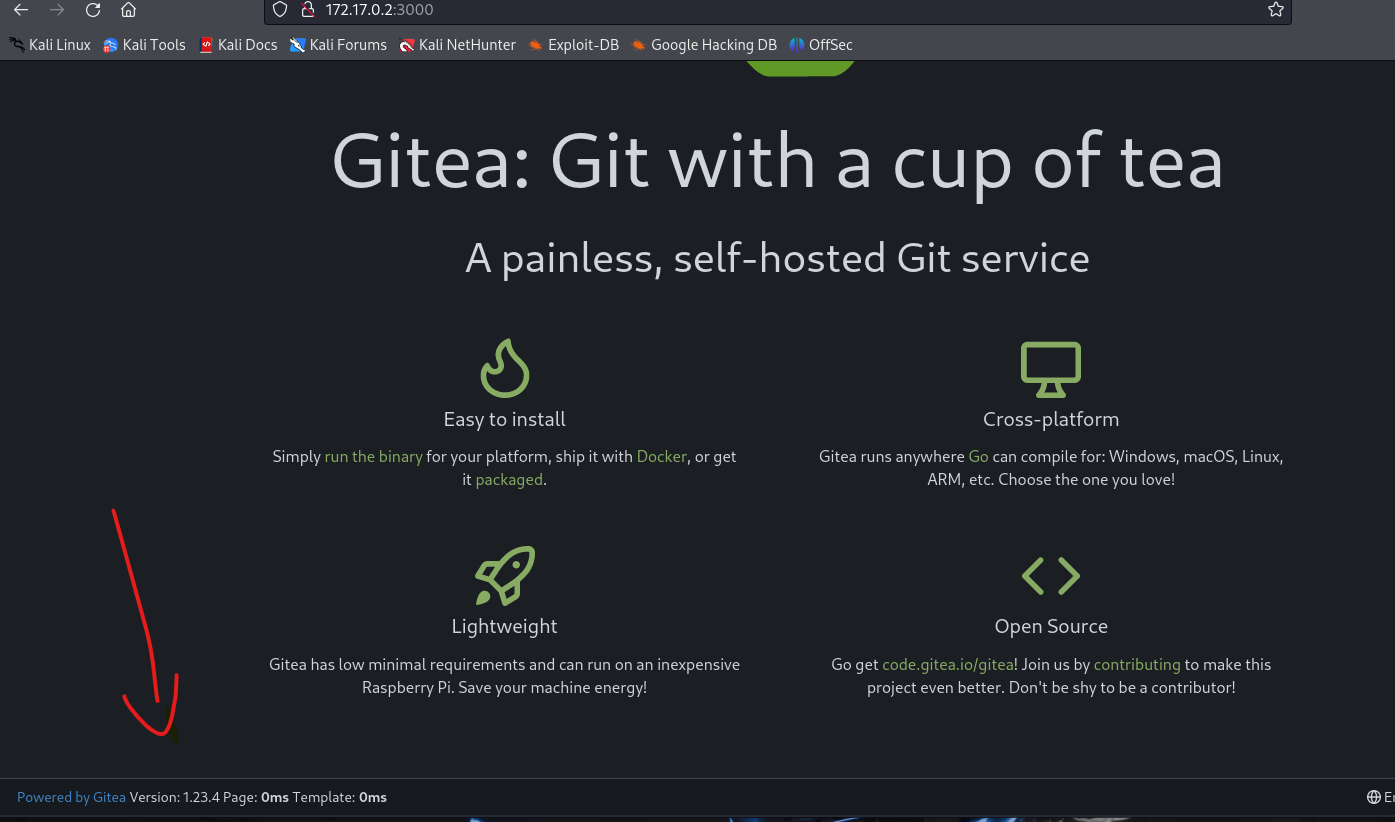 172.17.0.2:3000
Kali Linux Kali Tools Kali Docs Kali Forums Kali NetHunter Exploit-DB Google Hacking DB OffSec
Gitea: Git with a cup of tea
A painless, self-hosted Git service
Easy to install
Simply run the binary for your platform, ship it with Docker, or get
it packaged.
Cross-platform
Gitea runs anywhere Go can compile for: Windows, macOS, Linux,
ARM, etc. Choose the one you love!
Lightweight
Gitea has low minimal requirements and can run on an inexpensive
Raspberry Pi. Save your machine energy!
Open Source
Go get code.gitea.io/gitea! Join us by contributing to make this
project even better. Don't be shy to be a contributor!
Powered by Gitea Version: 1.23.4 Page: 0ms Template: 0ms